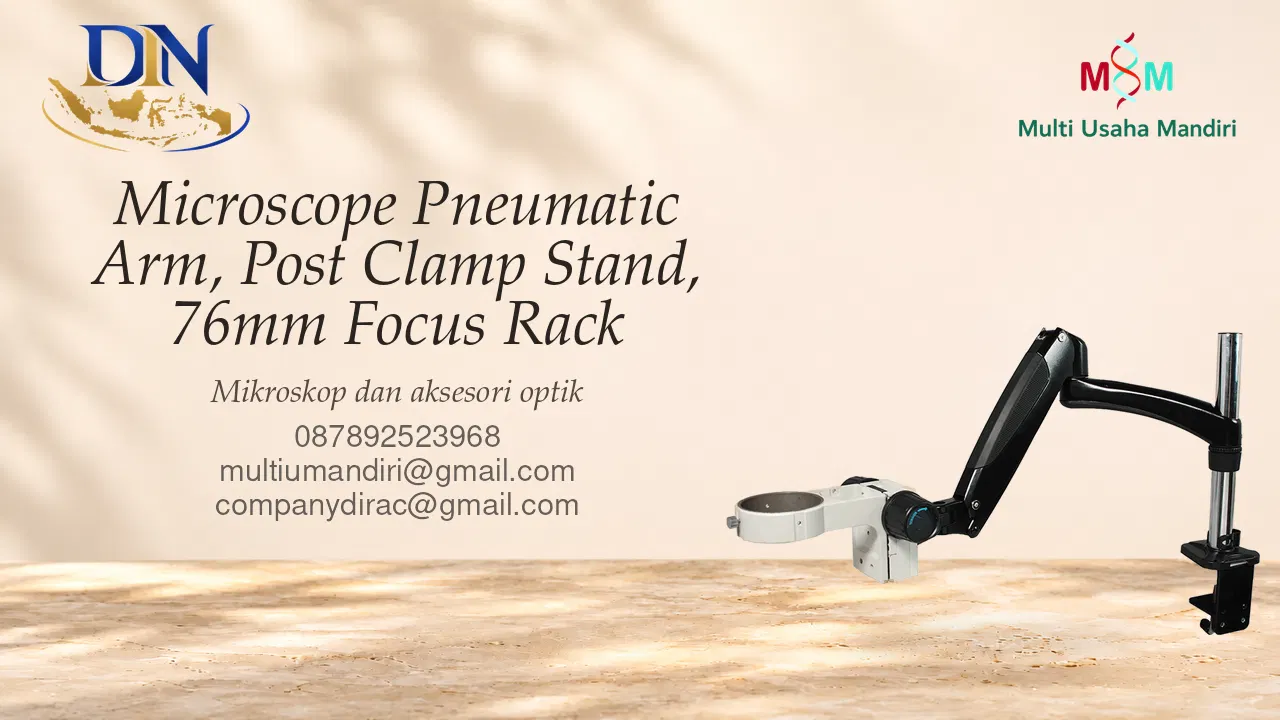 DIN
M M
Multi Usaha Mandiri
Microscope Pneumatic
Arm, Post Clamp Stand,
76mm Focus Rack
Mikroskop dan aksesori optik
087892523968
multiumandiri@gmail.com
companydirac@gmail.com